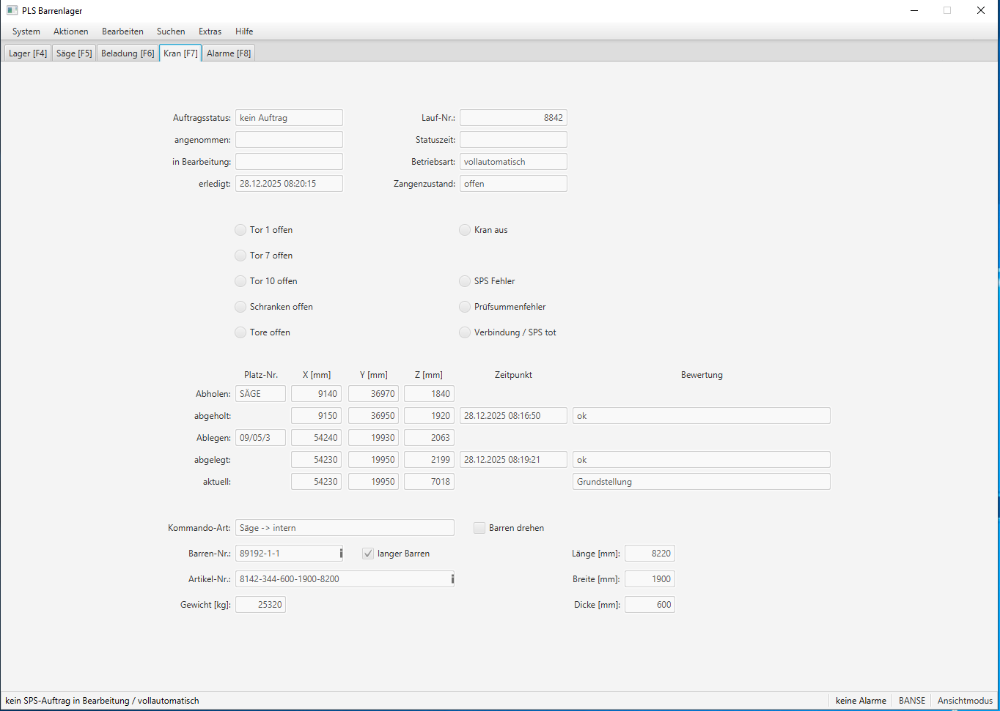 PLS Barrenlager
System Aktionen Bearbeiten Suchen Extras Hilfe
Lager [F4] Säge [F5] Beladung [F6] Kran [F7] Alarme [F8]
Auftragsstatus: kein Auftrag Lauf-Nr.: 8842
angenommen: Statuszeit:
in Bearbeitung: Betriebsart: vollautomatisch
erledigt: 28.12.2025 08:20:15 Zangenzustand: offen
Tor 1 offen Kran aus
Tor 7 offen
Tor 10 offen SPS Fehler
Schranken offen Prüfsummenfehler
Tore offen Verbindung / SPS tot
Platz-Nr. X [mm] Y [mm] Z [mm] Zeitpunkt Bewertung
Abholen: SÄGE 9140 36970 1840
abgeholt: 9150 36950 1920 28.12.2025 08:16:50 ok
Ablegen: 09/05/3 54240 19930 2063
abgelegt: 54230 19950 2199 28.12.2025 08:19:21 ok
aktuell: 54230 19950 7018 Grundstellung
Kommando-Art: Säge -> intern Barren drehen
Barren-Nr.: 89192-1-1 langer Barren Länge [mm]: 8220
Artikel-Nr.: 8142-344-600-1900-8200 Breite [mm]: 1900
Gewicht [kg]: 25320 Dicke [mm]: 600
kein SPS-Auftrag in Bearbeitung / vollautomatisch keine Alarme BANSE Ansichtmodus